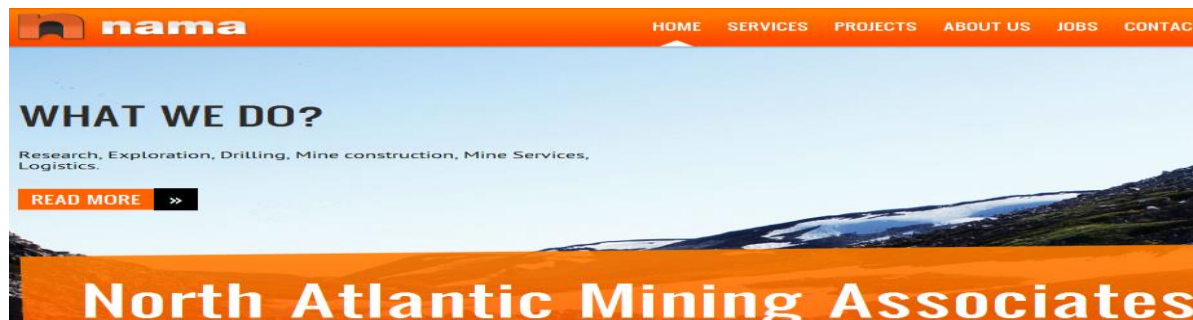 nama
HOME SERVICES PROJECTS ABOUT US JOBS CONTAC
WHAT WE DO?
Research, Exploration, Drilling, Mine construction, Mine Services,
Logistics.
READ MORE »
North Atlantic Mining Associates